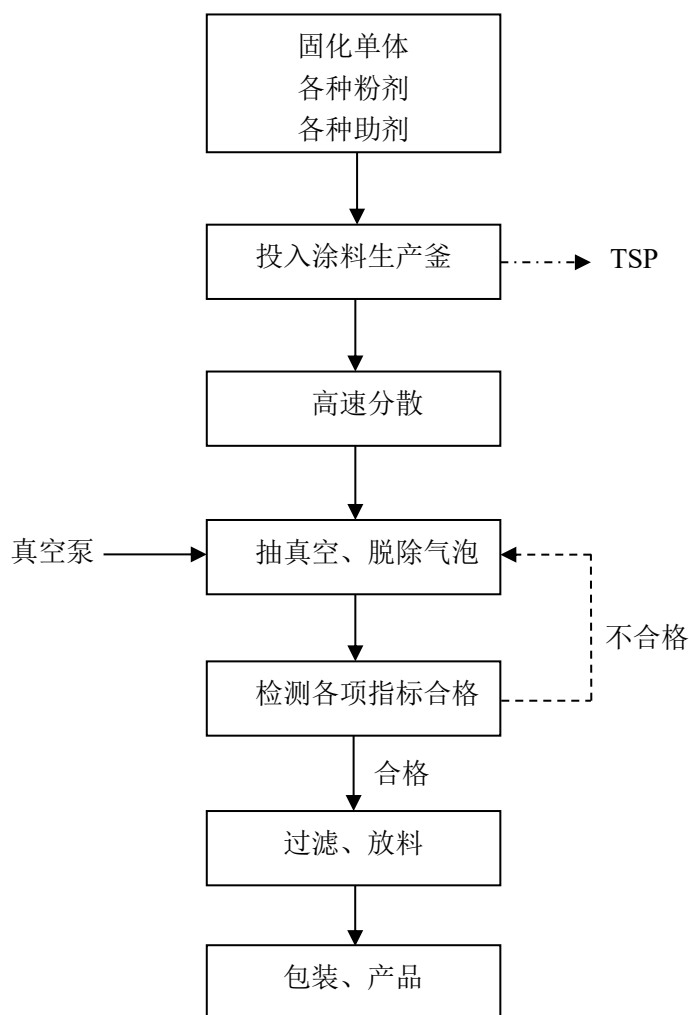 固化单体
各种粉剂
各种助剂
投入涂料生产釜
TSP
高速分散
真空泵
抽真空、脱除气泡
不合格
检测各项指标合格
合格
过滤、放料
包装、产品